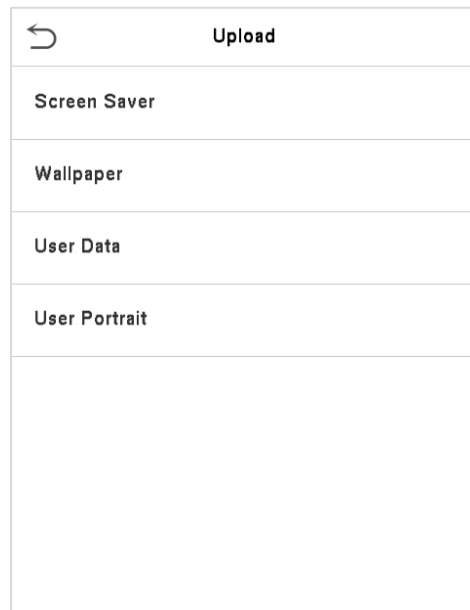 Upload
Screen Saver
Wallpaper
User Data
User Portrait